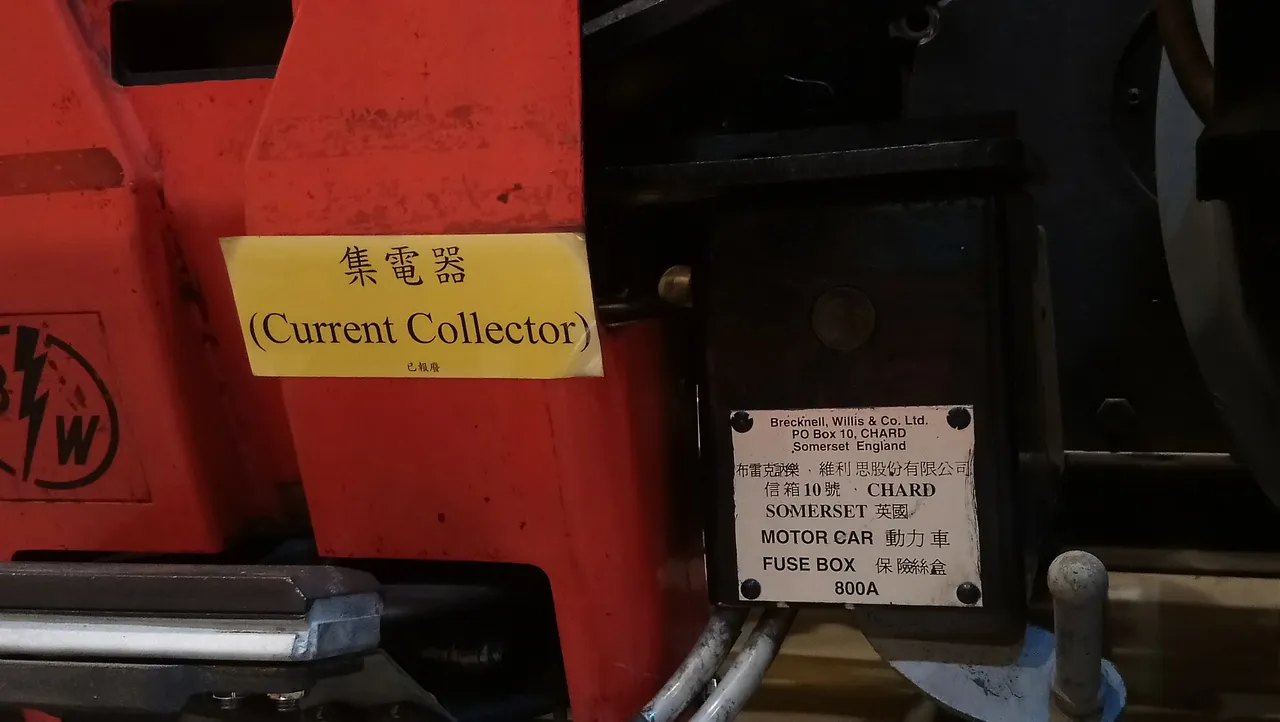 集電器
(Current Collector)
已報廢
W
Brecknell, Willis & Co. Ltd.
PO Box 10, CHARD
Somerset England
布雷克諾樂．維利思股份有限公司
信箱10號 ， CHARD
SOMERSET 英國
MOTOR CAR 動力車
FUSE BOX 保險絲盒
800A